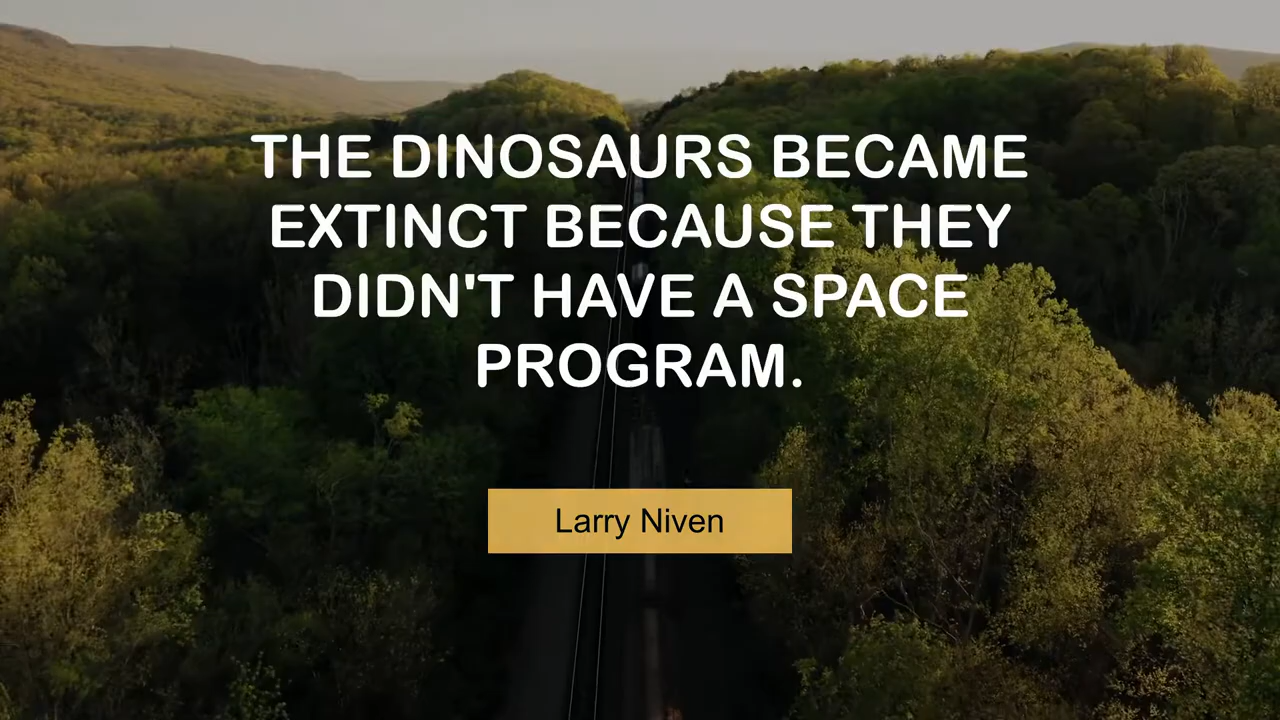 THE DINOSAURS BECAME
EXTINCT BECAUSE THEY
DIDN'T HAVE A SPACE
PROGRAM.
Larry Niven